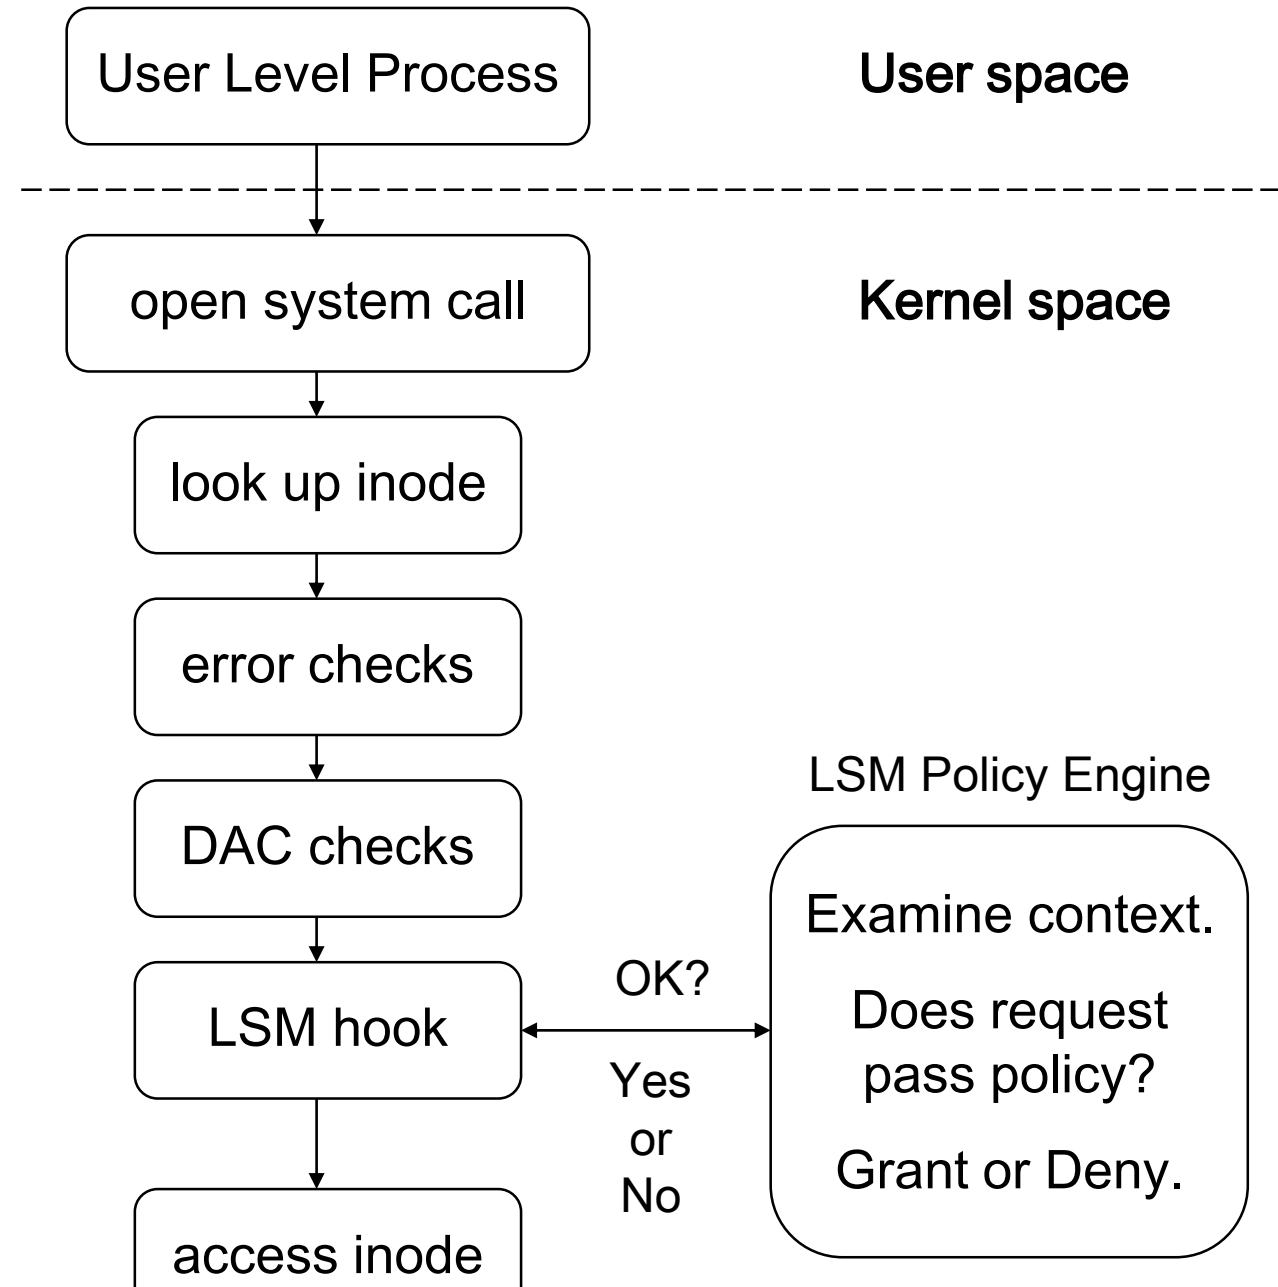 User Level Process
User space
open system call
Kernel space
look up inode
error checks
DAC checks
LSM Policy Engine
Examine context.
Does request
pass policy?
Grant or Deny.
LSM hook
OK?
Yes
or
No
access inode